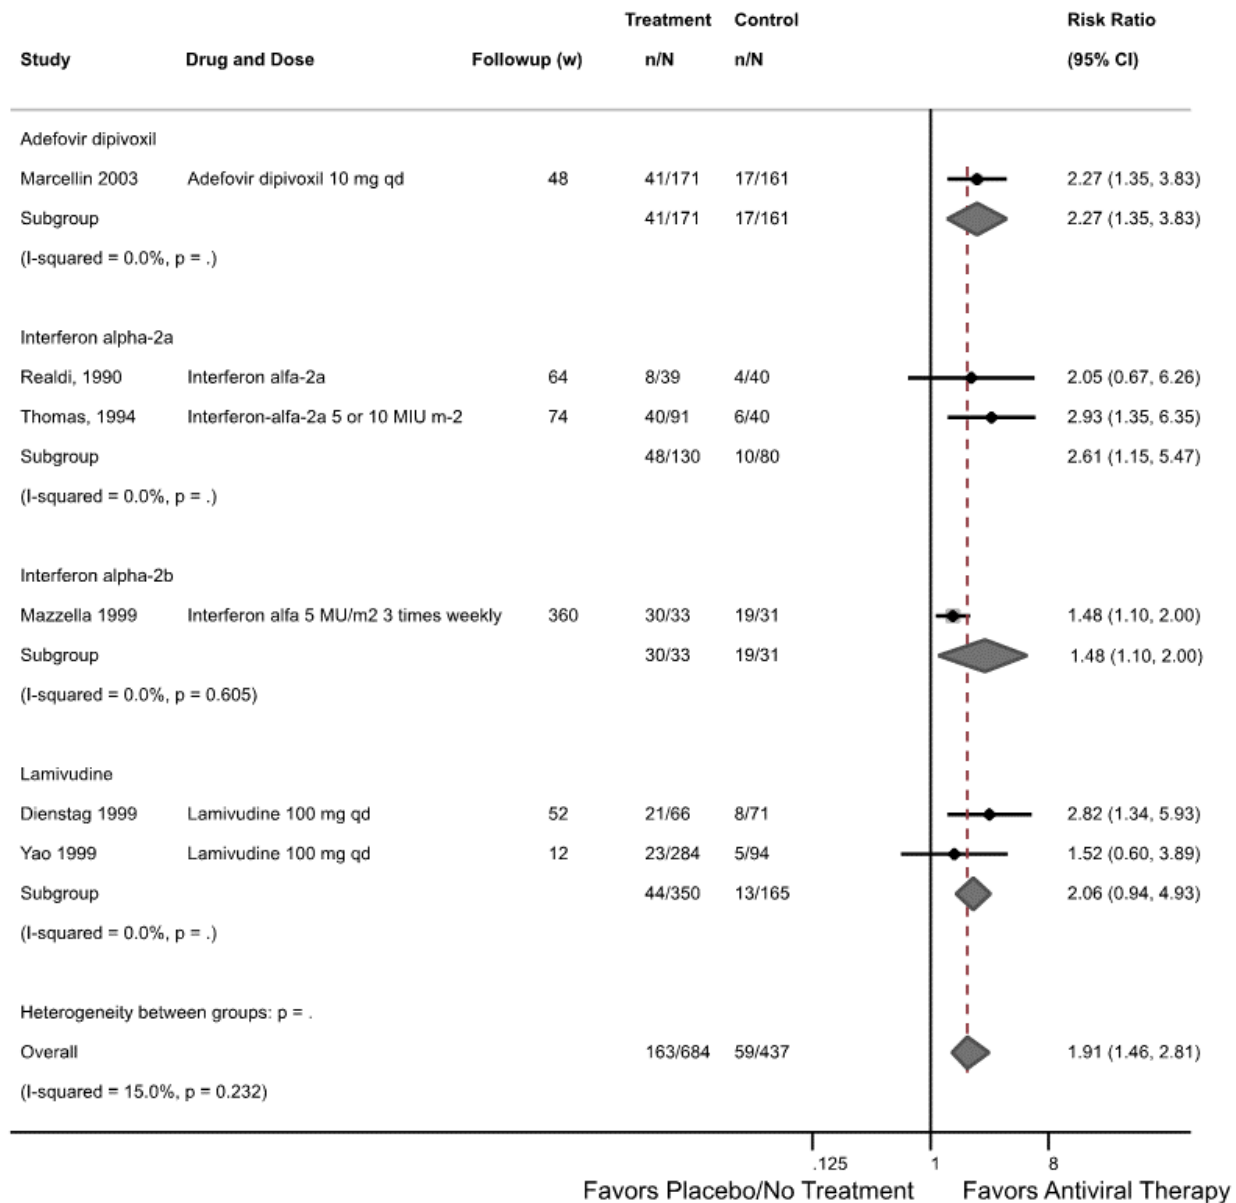 Treatment Control Risk Ratio
Study Drug and Dose Followup (w) n/N n/N (95% CI)
Adefovir dipivoxil
Marcellin 2003 Adefovir dipivoxil 10 mg qd 48 41/171 17/161 2.27 (1.35, 3.83)
Subgroup 41/171 17/161 2.27 (1.35, 3.83)
(I-squared = 0.0%, p = .)
Interferon alpha-2a
Realdi, 1990 Interferon alfa-2a 64 8/39 4/40 2.05 (0.67, 6.26)
Thomas, 1994 Interferon-alfa-2a 5 or 10 MIU m-2 74 40/91 6/40 2.93 (1.35, 6.35)
Subgroup 48/130 10/80 2.61 (1.15, 5.47)
(I-squared = 0.0%, p = .)
Interferon alpha-2b
Mazzella 1999 Interferon alfa 5 MU/m2 3 times weekly 360 30/33 19/31 1.48 (1.10, 2.00)
Subgroup 30/33 19/31 1.48 (1.10, 2.00)
(I-squared = 0.0%, p = 0.605)
Lamivudine
Dienstag 1999 Lamivudine 100 mg qd 52 21/66 8/71 2.82 (1.34, 5.93)
Yao 1999 Lamivudine 100 mg qd 12 23/284 5/94 1.52 (0.60, 3.89)
Subgroup 44/350 13/165 2.06 (0.94, 4.93)
(I-squared = 0.0%, p = .)
Heterogeneity between groups: p = .
Overall 163/684 59/437 1.91 (1.46, 2.81)
(I-squared = 15.0%, p = 0.232)
.125 1 8
Favors Placebo/No Treatment Favors Antiviral Therapy